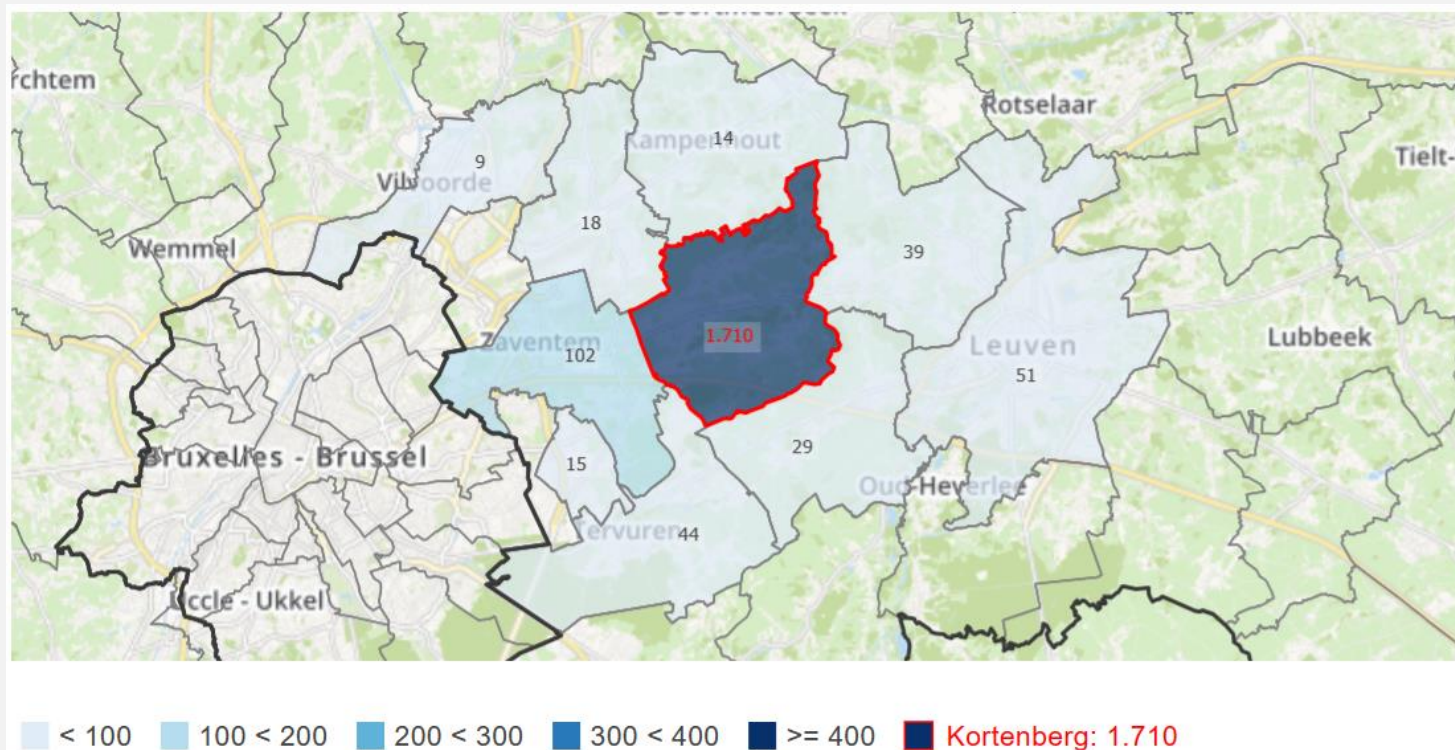 rchtem
Rotselaar
Kampenhout
14
Tielt-
9
Vilvoorde
18
Wemmel
39
1.710
Zaventem
102
Leuven
Lubbeek
51
29
Bruxelles - Brussel
15
Oud-Heverlee
Tervuren
44
Uccle - Ukkel
< 100 100 < 200 200 < 300 300 < 400 >= 400 Kortenberg: 1.710